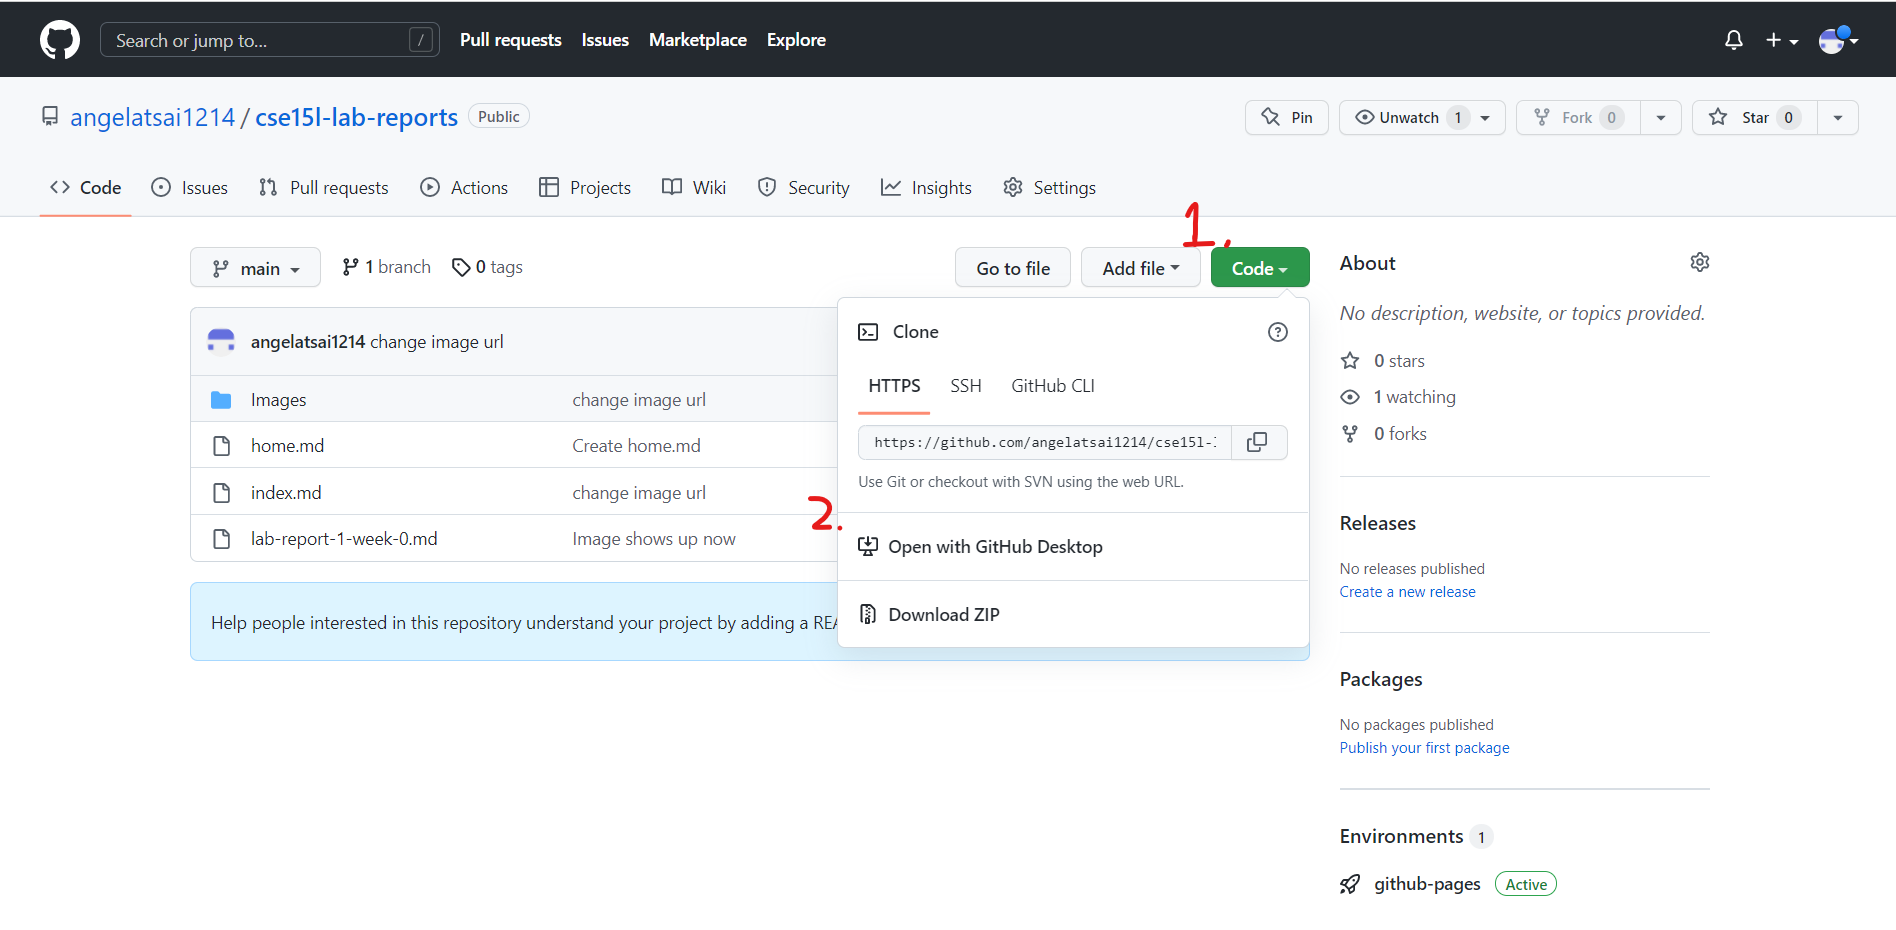 Search or jump to... /
Pull requests Issues Marketplace Explore
angelatsai1214 / cse15l-lab-reports Public
Pin Unwatch 1 Fork 0 Star 0
Code Issues Pull requests Actions Projects Wiki Security Insights Settings
1.
main 1 branch 0 tags Go to file Add file Code
angelatsai1214 change image url
Images change image url
home.md Create home.md
index.md change image url
lab-report-1-week-0.md Image shows up now
Help people interested in this repository understand your project by adding a
Clone
HTTPS SSH GitHub CLI
https://github.com/angelatsai1214/cse15l-
Use Git or checkout with SVN using the web URL.
2.
Open with GitHub Desktop
Download ZIP
About
No description, website, or topics provided.
0 stars
1 watching
0 forks
Releases
No releases published
Create a new release
Packages
No packages published
Publish your first package
Environments 1
github-pages Active